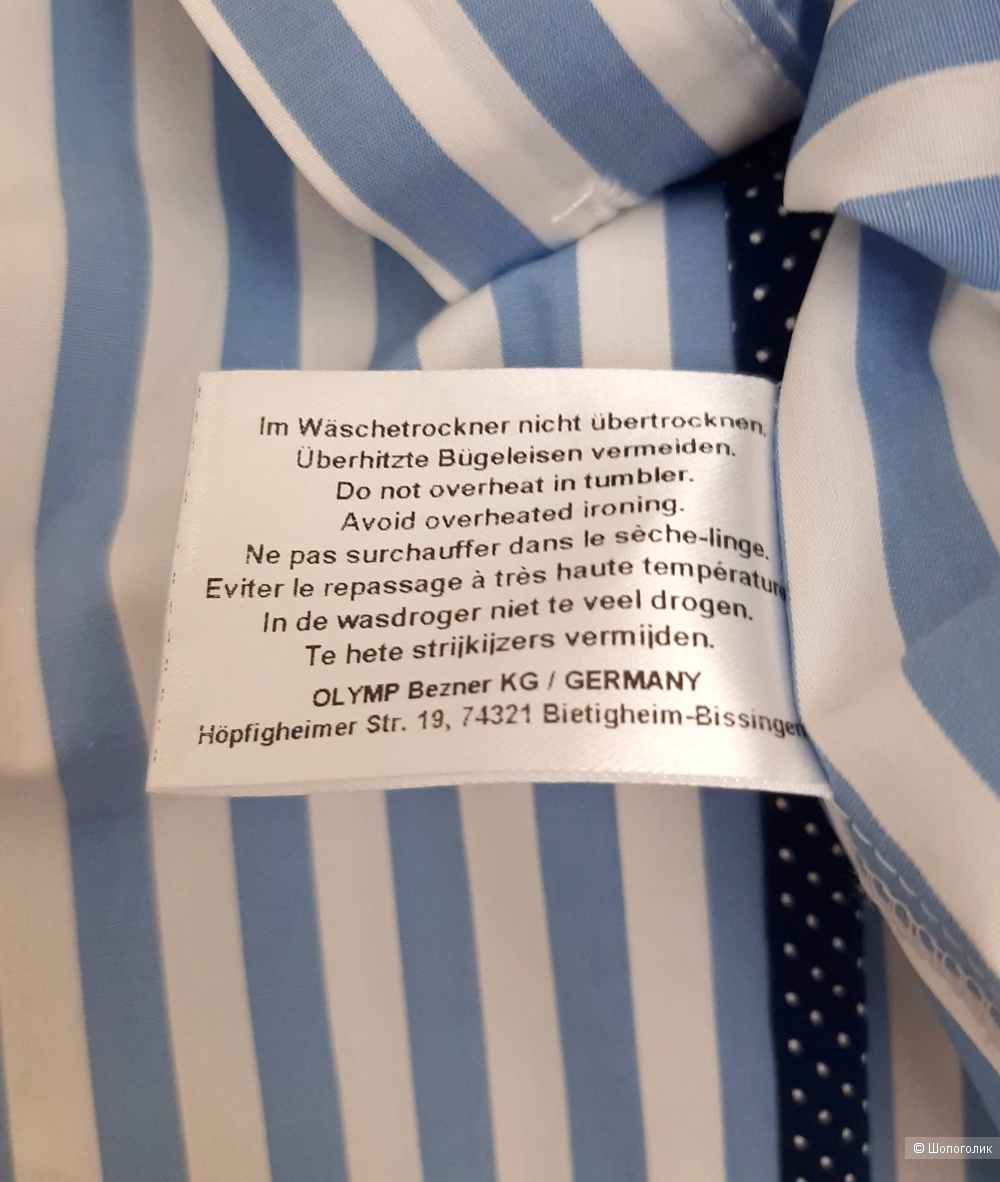 Im Wäschetrockner nicht übertrocknen.
Überhitzte Bügeleisen vermeiden.
Do not overheat in tumbler.
Avoid overheated ironing.
Ne pas surchauffer dans le sèche-linge.
Eviter le repassage à très haute température
In de wasdroger niet te veel drogen.
Te hete strijkijzers vermijden.
OLYMP Bezner KG / GERMANY
Höpfigheimer Str. 19, 74321 Bietigheim-Bissingen
© Шопоголик